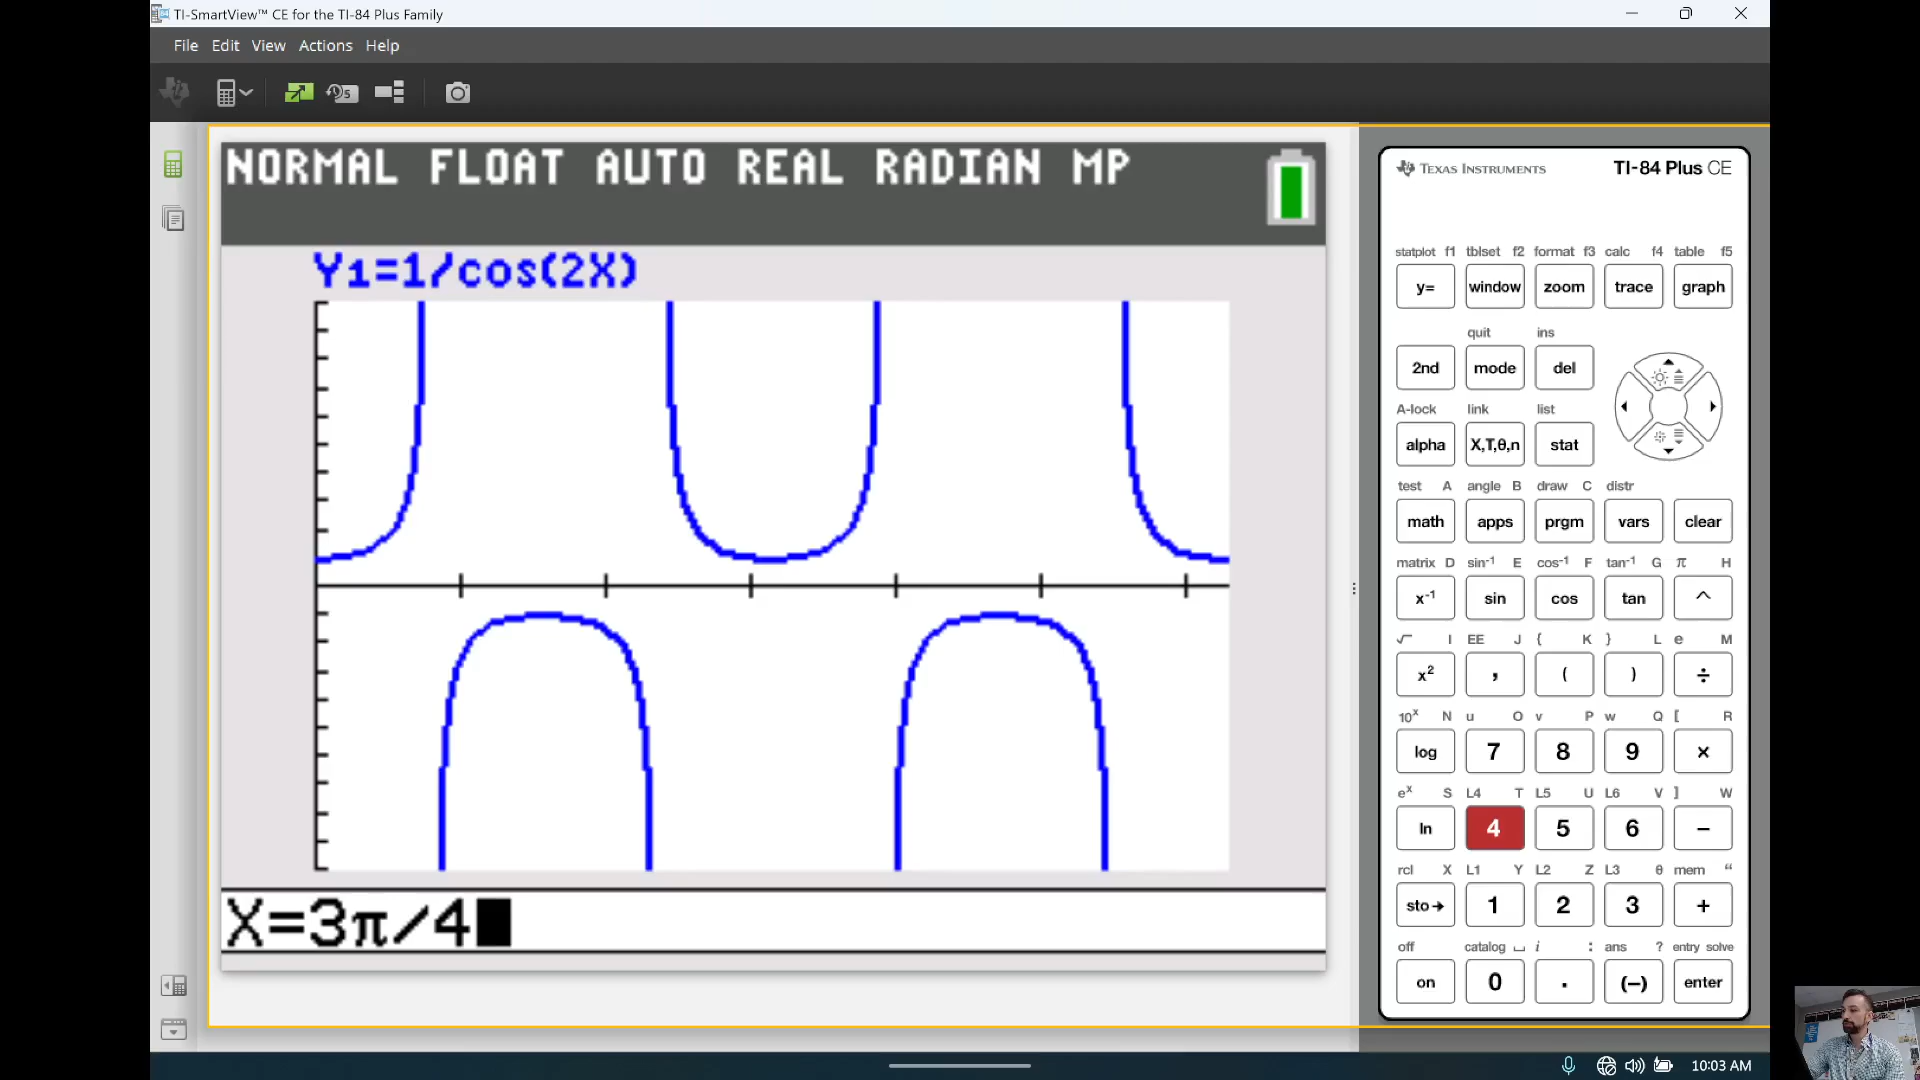 TI-SmartView™ CE for the TI-84 Plus Family
File Edit View Actions Help
NORMAL FLOAT AUTO REAL RADIAN MP
Y1=1/cos(2X)
X=3π/4
TEXAS INSTRUMENTS TI-84 Plus CE
statplot f1 tblset f2 format f3 calc f4 table f5
y= window zoom trace graph
quit ins
2nd mode del
A-lock link list
alpha X,T,θ,n stat
test A angle B draw C distr
math apps prgm vars clear
matrix D sin⁻¹ E cos⁻¹ F tan⁻¹ G π H
x⁻¹ sin cos tan ^
√ I EE J { K } L e M
x² , ( ) ÷
10ˣ N u O v P w Q [ R
log 7 8 9 ×
eˣ S L4 T L5 U L6 V ] W
ln 4 5 6 −
rcl X L1 Y L2 Z L3 θ mem “
sto→ 1 2 3 +
off catalog ⎵ i : ans ? entry solve
on 0 . (−) enter
10:03 AM